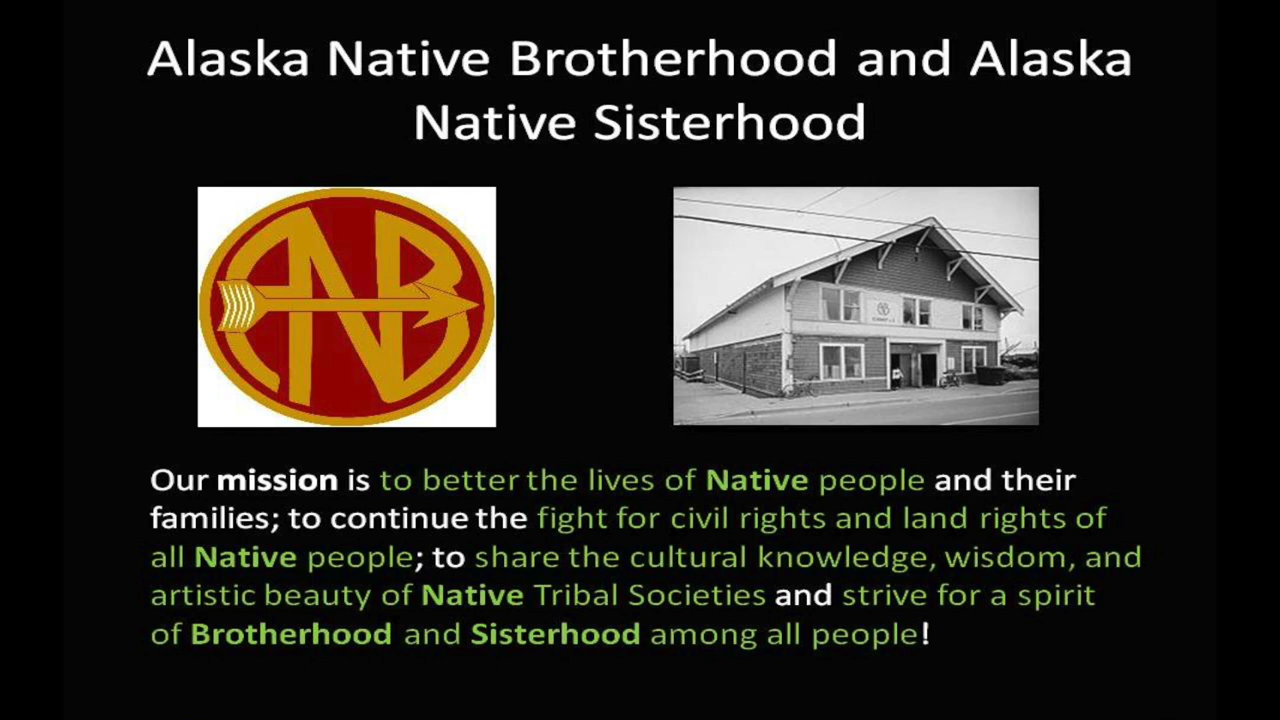 Alaska Native Brotherhood and Alaska
Native Sisterhood
ANB
Our mission is to better the lives of Native people and their
families; to continue the fight for civil rights and land rights of
all Native people; to share the cultural knowledge, wisdom, and
artistic beauty of Native Tribal Societies and strive for a spirit
of Brotherhood and Sisterhood among all people!